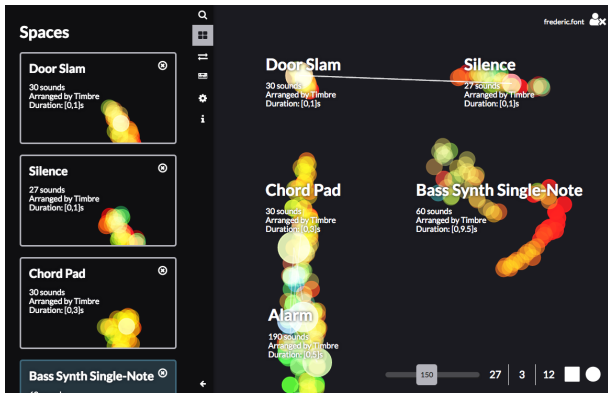 Spaces
Door Slam
30 sounds
Arranged by Timbre
Duration: [0,1]s
Silence
27 sounds
Arranged by Timbre
Duration: [0,1]s
Chord Pad
30 sounds
Arranged by Timbre
Duration: [0,3]s
Bass Synth Single-Note
frederic.font
Door Slam
30 sounds
Arranged by Timbre
Duration: [0,1]s
Silence
27 sounds
Arranged by Timbre
Duration: [0,1]s
Chord Pad
30 sounds
Arranged by Timbre
Duration: [0,3]s
Bass Synth Single-Note
60 sounds
Arranged by Timbre
Duration: [0,9.5]s
Alarm
190 sounds
Arranged by Timbre
150
27
3
12